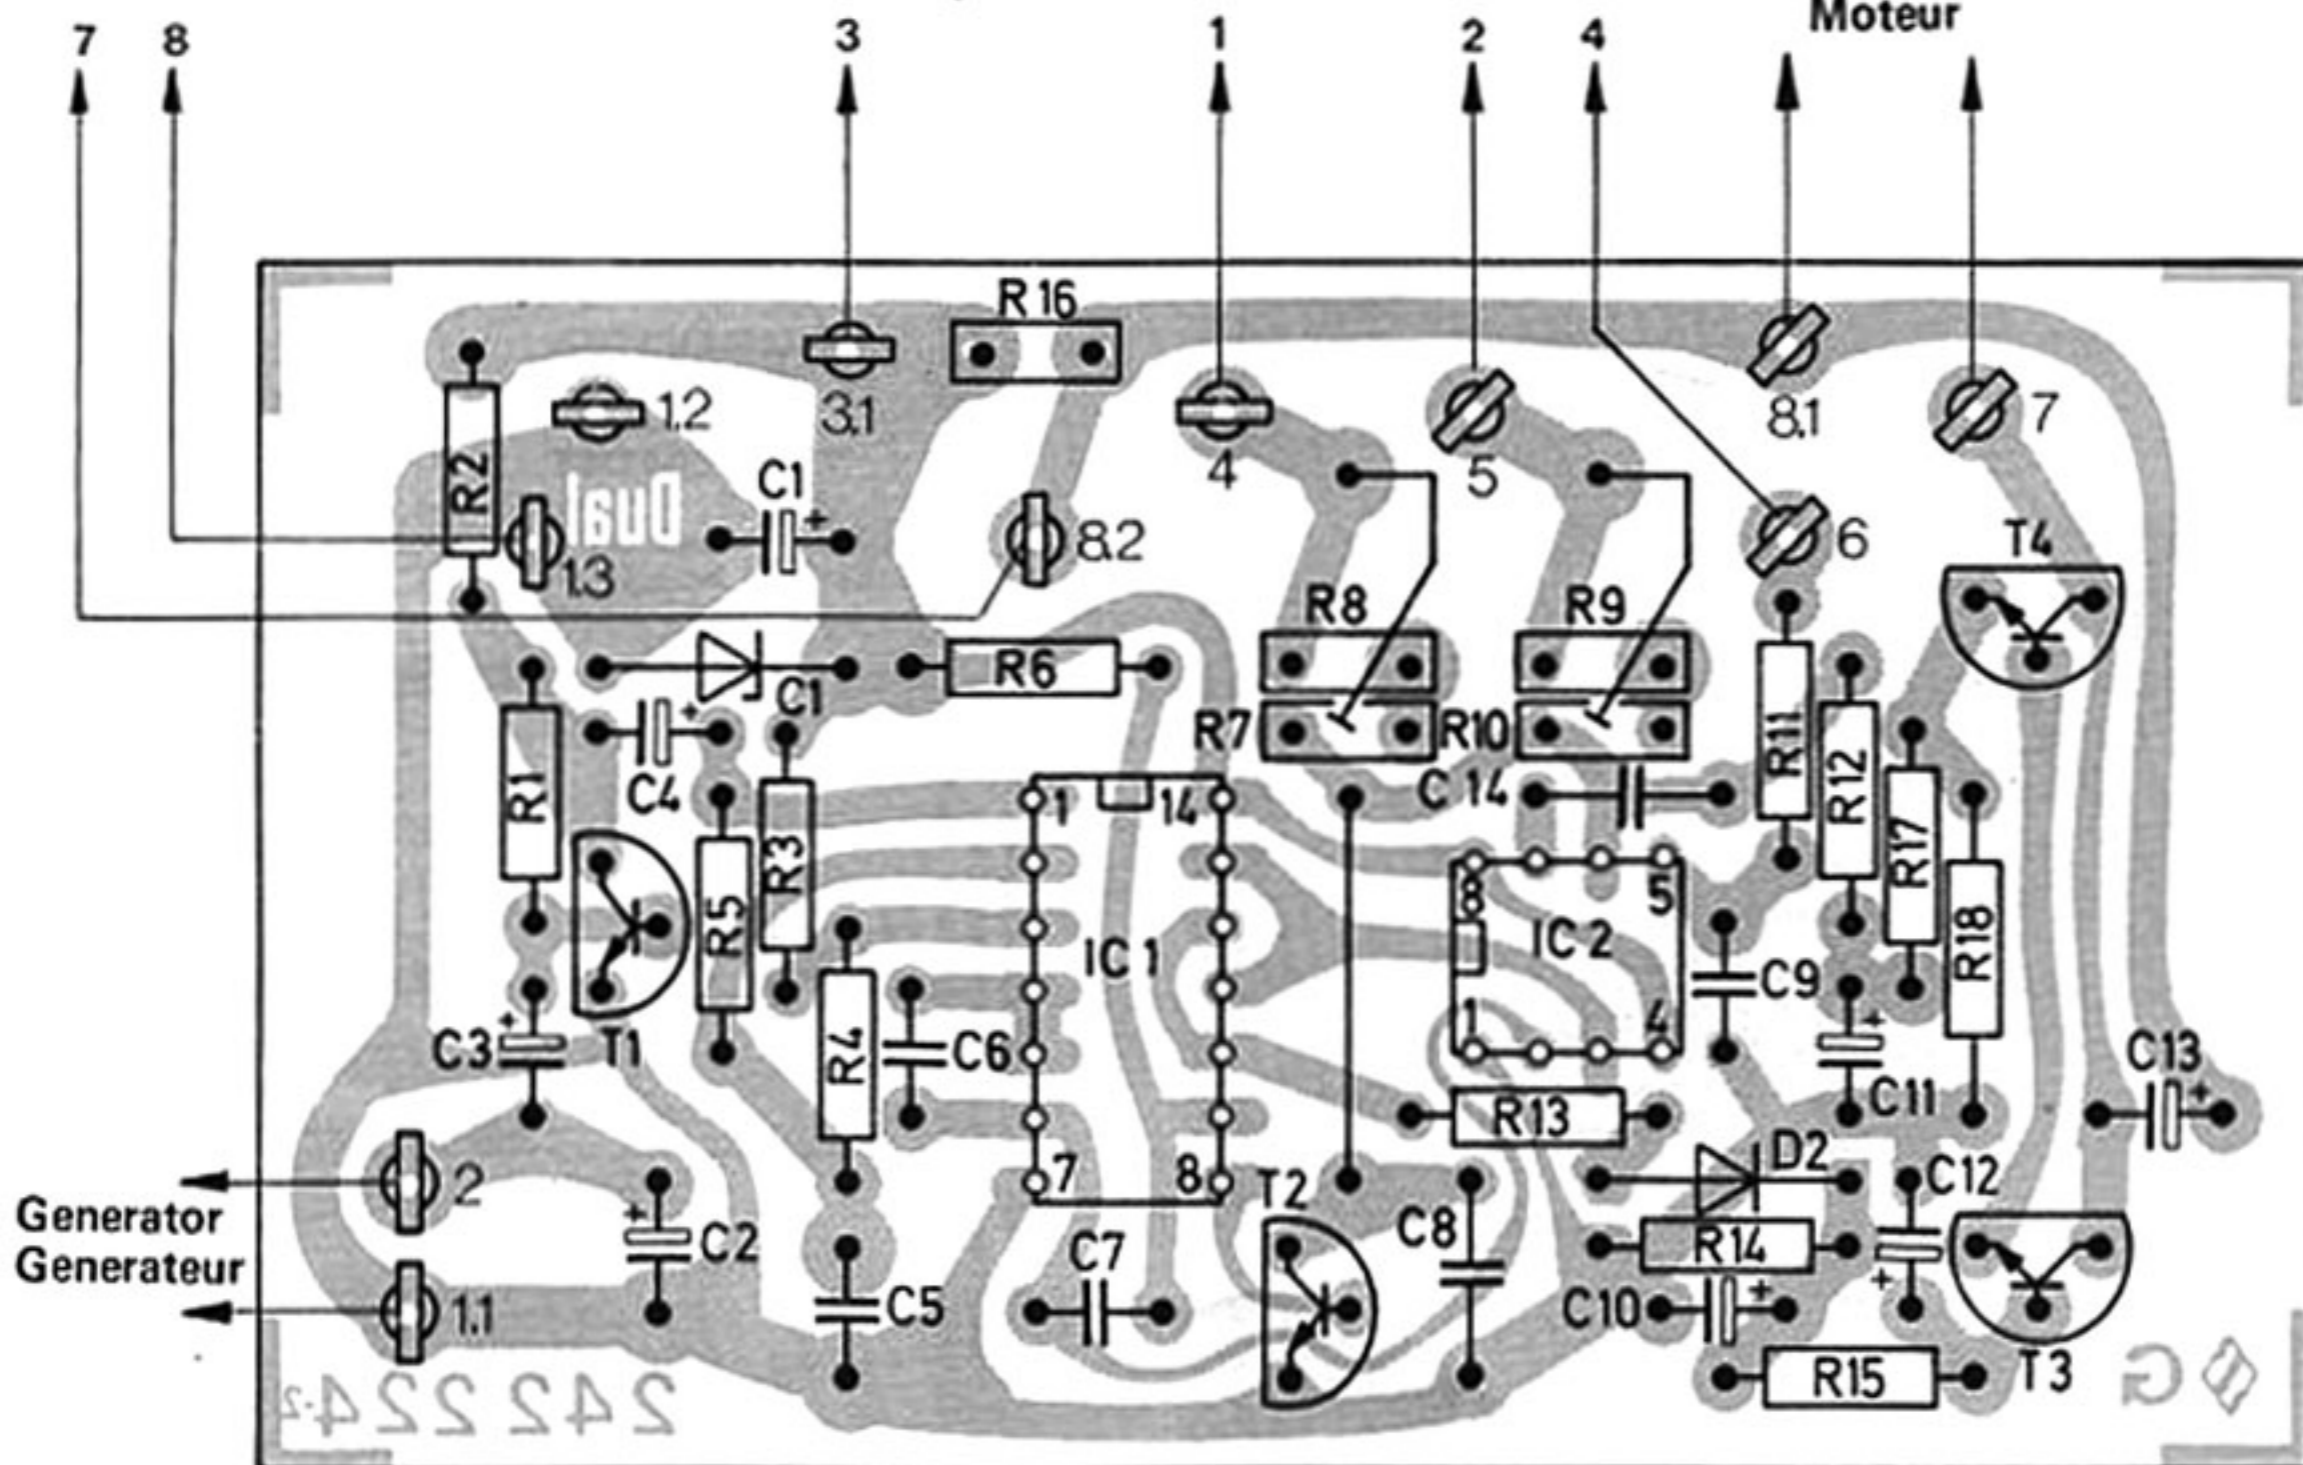 Moteur
7 8 3 1 2 4
R16
1.2 3.1 4 5 8.1 7
R2 Dual C1 + 8.2 6 T4
1.3
R8 R9
R6
C1 R7 R10 R11
+
R1 C4 R3 1 14 C14 R12 R17
R5 8 5
IC1 IC2 R18
C9
+ 1 4 +
C3 T1 R4 C6 C13
+
C11
R13
2 7 8 T2 D2 C12
Generator
+ C2 C8 R14
Generateur
C7
1.1 C5 C10 + +
R15 T3
242 224-2 G